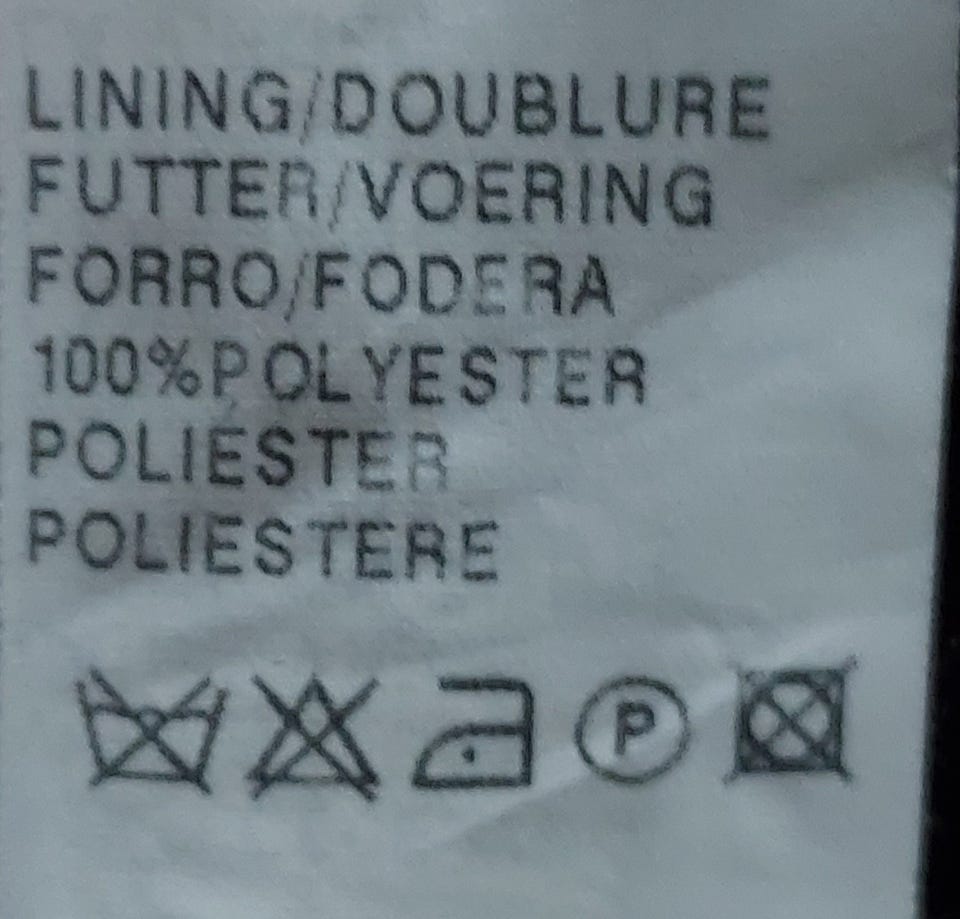 LINING/DOUBLURE
FUTTER/VOERING
FORRO/FODERA
100%POLYESTER
POLIESTER
POLIESTERE
P